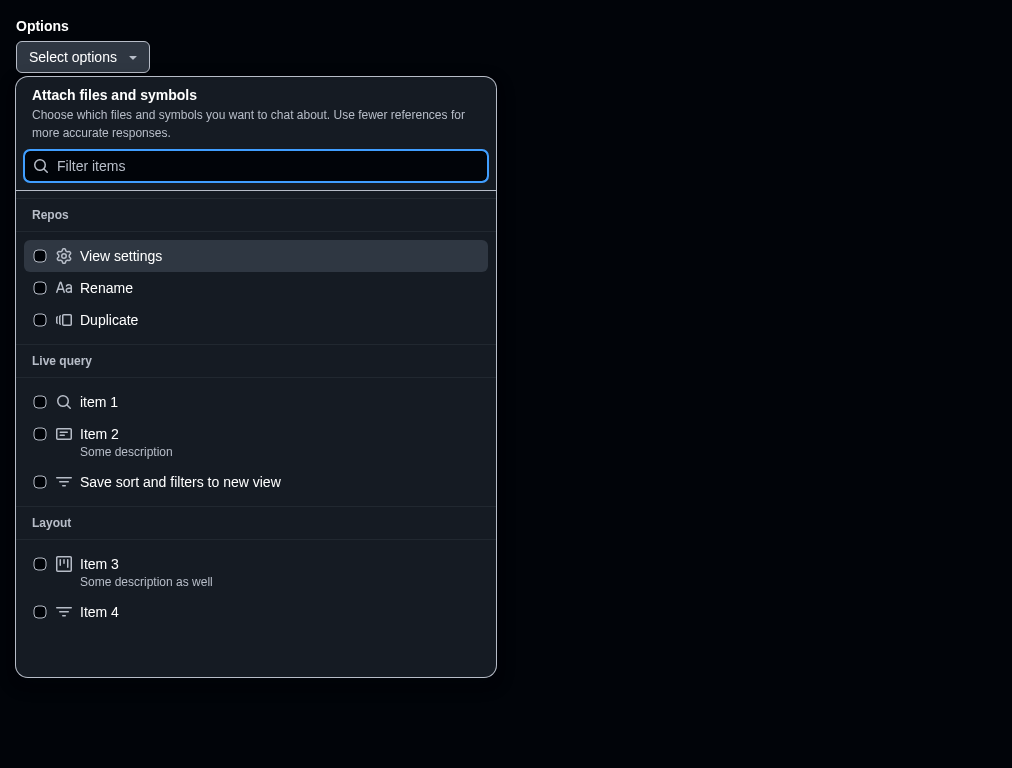 Options
Select options
Attach files and symbols
Choose which files and symbols you want to chat about. Use fewer references for
more accurate responses.
Filter items
Repos
View settings
Rename
Duplicate
Live query
item 1
Item 2
Some description
Save sort and filters to new view
Layout
Item 3
Some description as well
Item 4